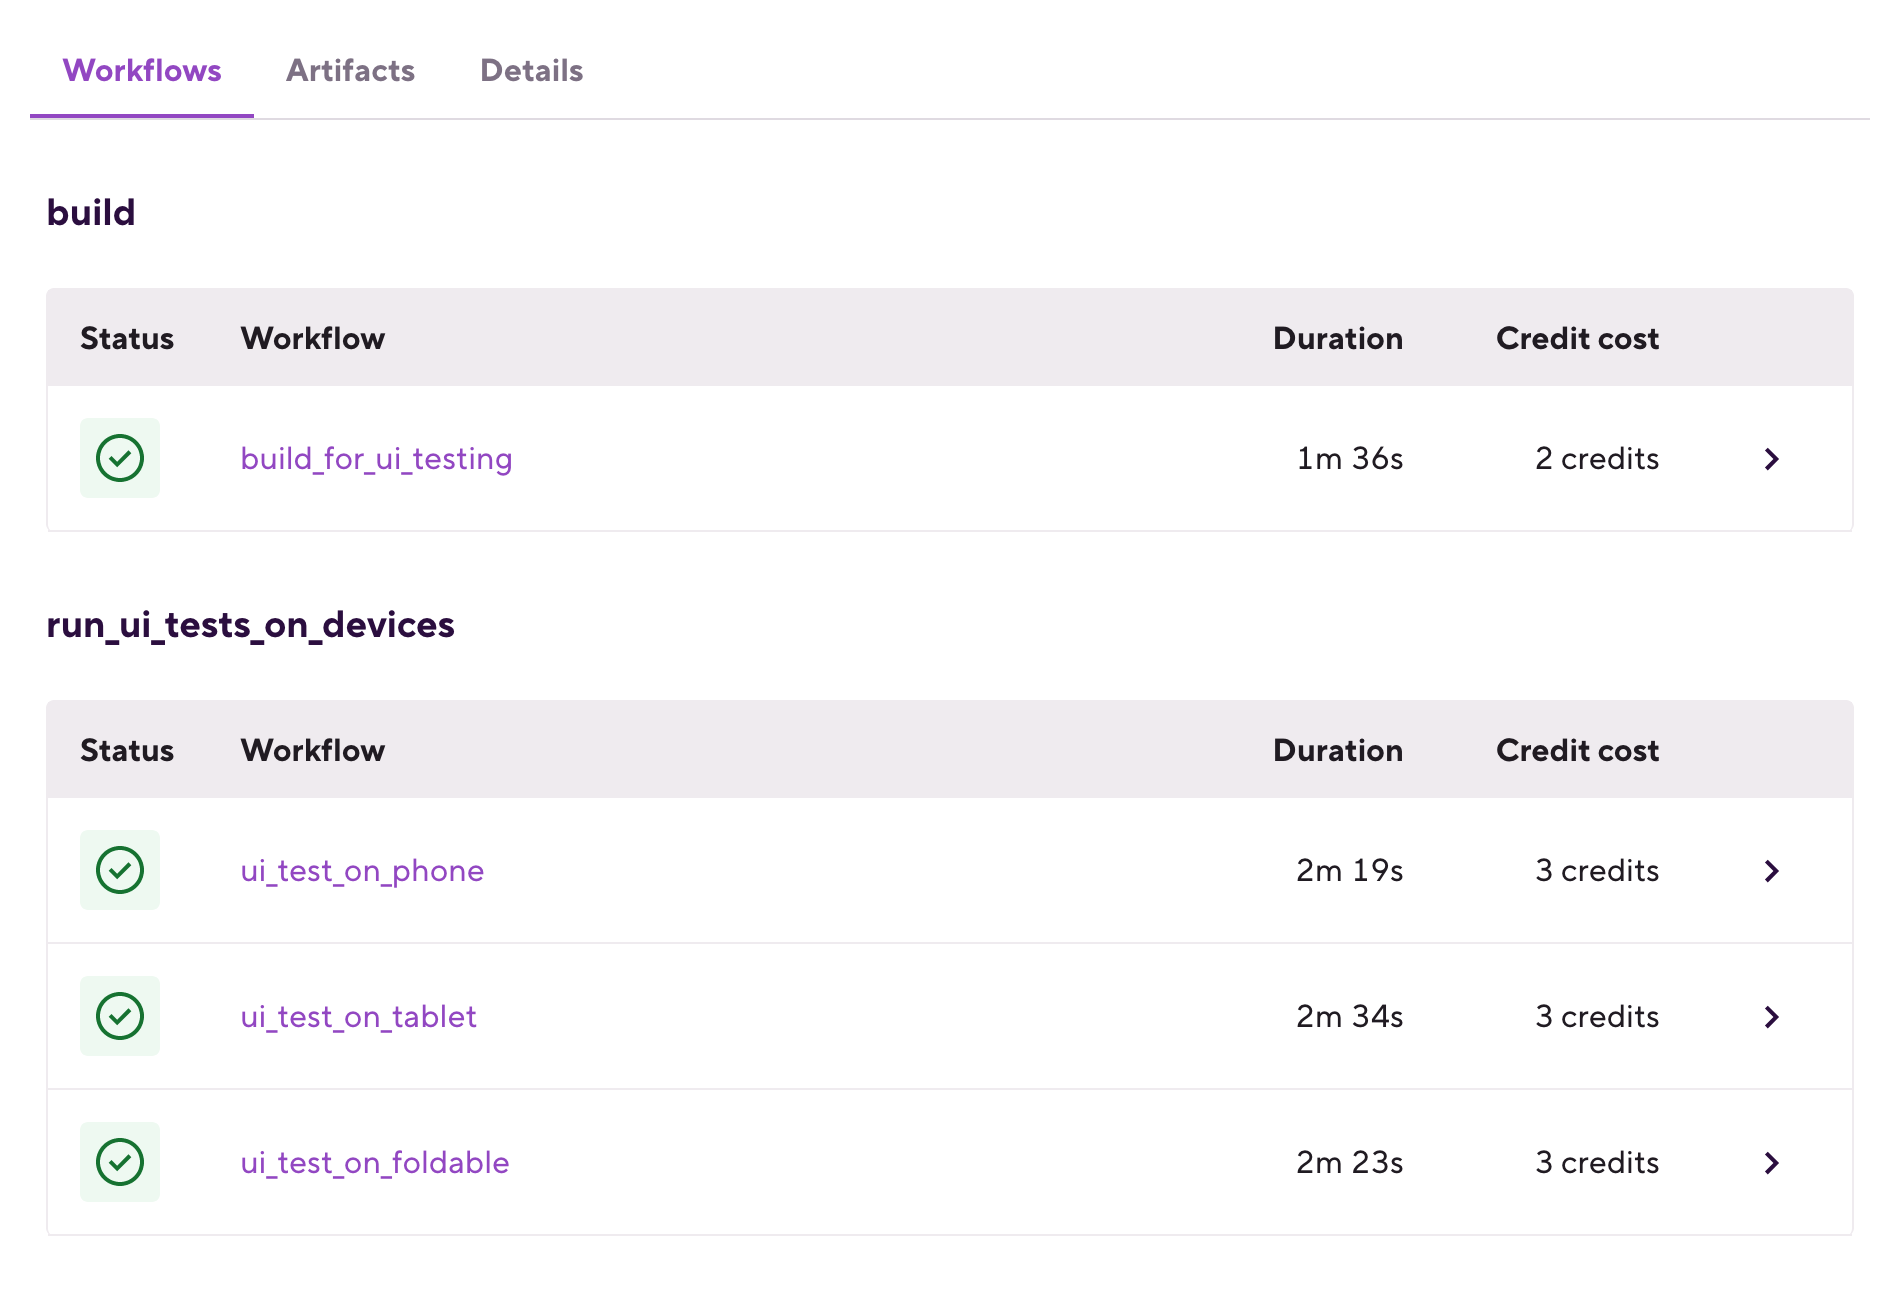 Workflows Artifacts Details
build
Status Workflow Duration Credit cost
build_for_ui_testing 1m 36s 2 credits
run_ui_tests_on_devices
Status Workflow Duration Credit cost
ui_test_on_phone 2m 19s 3 credits
ui_test_on_tablet 2m 34s 3 credits
ui_test_on_foldable 2m 23s 3 credits